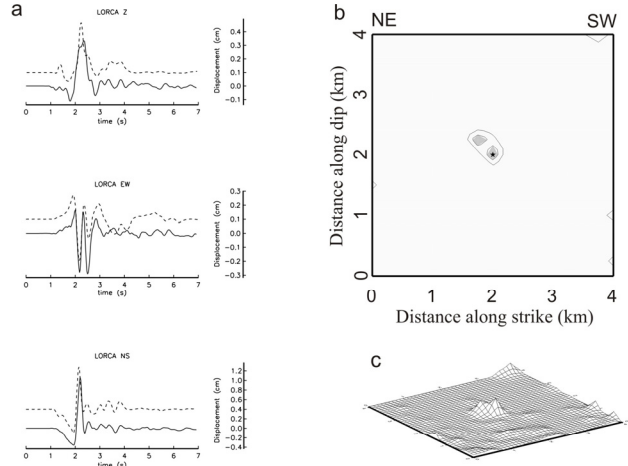 a
LORCA Z
0.4
0.3
0.2
0.1
0.0
−0.1
Displacement (cm)
0 1 2 3 4 5 6 7
time (s)
LORCA EW
0.3
0.2
0.1
0.0
−0.1
−0.2
−0.3
Displacement (cm)
0 1 2 3 4 5 6 7
time (s)
LORCA NS
1.2
1.0
0.8
0.6
0.4
0.2
0.0
−0.2
−0.4
Displacement (cm)
0 1 2 3 4 5 6 7
time (s)
b
NE SW
4
3
2
1
0
Distance along dip (km)
0 1 2 3 4
Distance along strike (km)
c